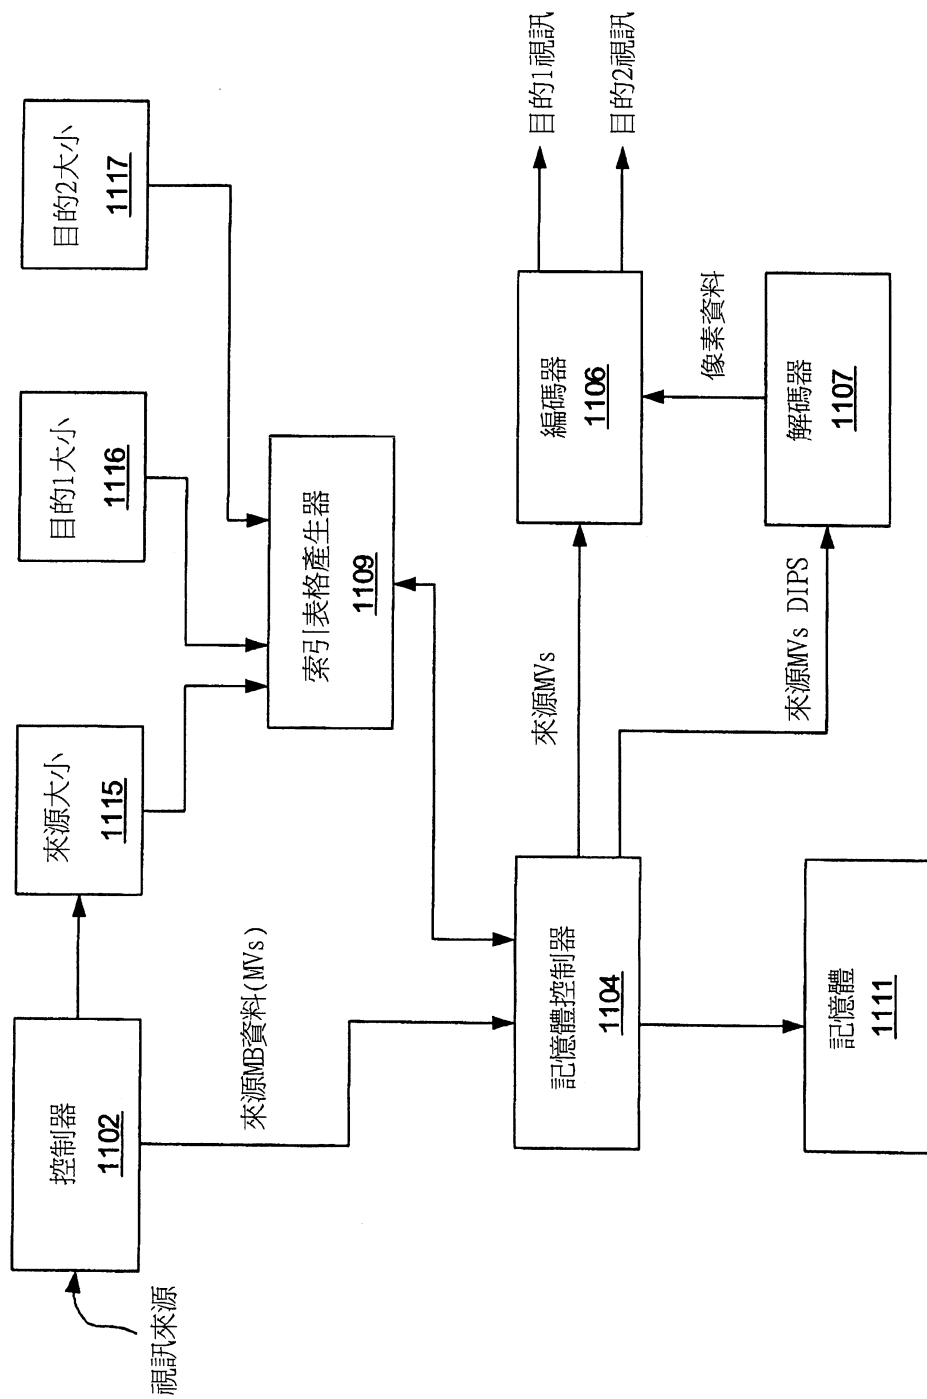 視訊來源
控制器
1102
來源大小
1115
目的1大小
1116
目的2大小
1117
來源MB資料(MVs)
索引表格產生器
1109
記憶體控制器
1104
來源MVs
編碼器
1106
目的1視訊
目的2視訊
像素資料
來源MVs DIPS
解碼器
1107
記憶體
1111